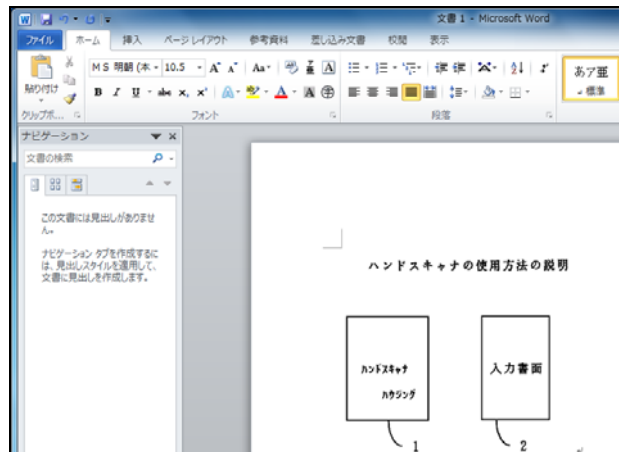 文書 1 - Microsoft Word
ファイル ホーム 挿入 ページ レイアウト 参考資料 差し込み文書 校閲 表示
MS 明朝 (本 10.5 A A Aa 亜 A
貼り付け
B I U abc x₂ x² A A A 字
あア亜
標準
クリップボ... フォント 段落
ナビゲーション
文書の検索
この文書には見出しがありませ
ん。
ナビゲーション タブを作成するに
は、見出しスタイルを適用して、
文書に見出しを作成します。
ハンドスキャナの使用方法の説明
ハンドスキャナ
ハウジング
入力書面
1 2